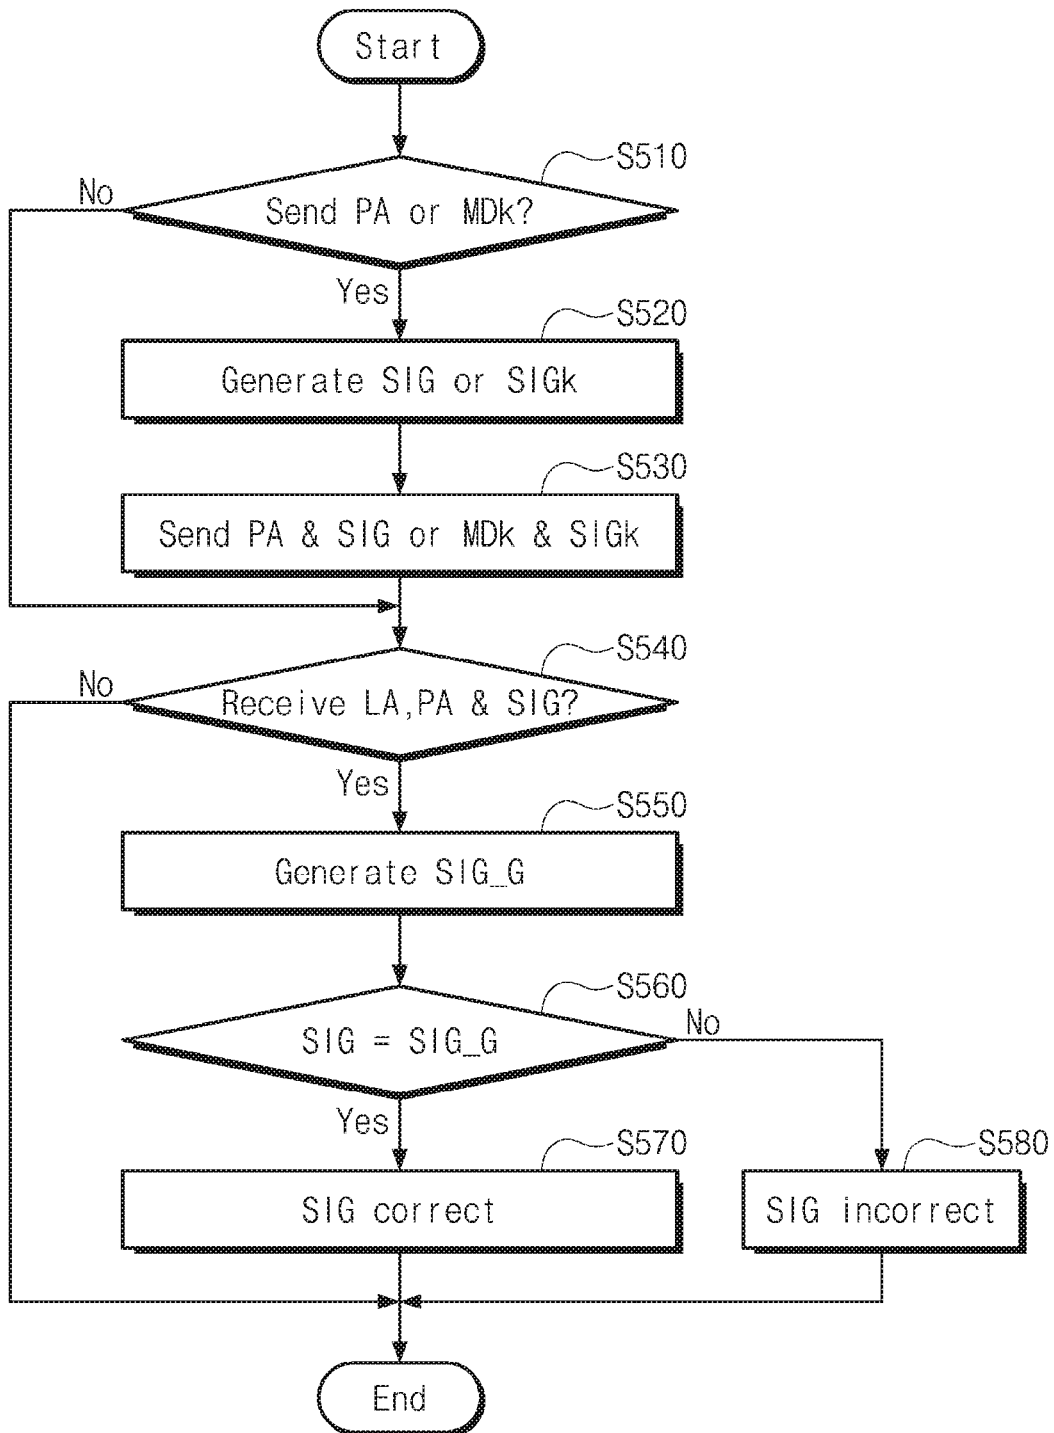 Start
S510
No
Send PA or MDk?
Yes
S520
Generate SIG or SIGk
S530
Send PA & SIG or MDk & SIGk
S540
No
Receive LA,PA & SIG?
Yes
S550
Generate SIG_G
S560
SIG = SIG_G
No
Yes
S570
S580
SIG correct
SIG incorrect
End